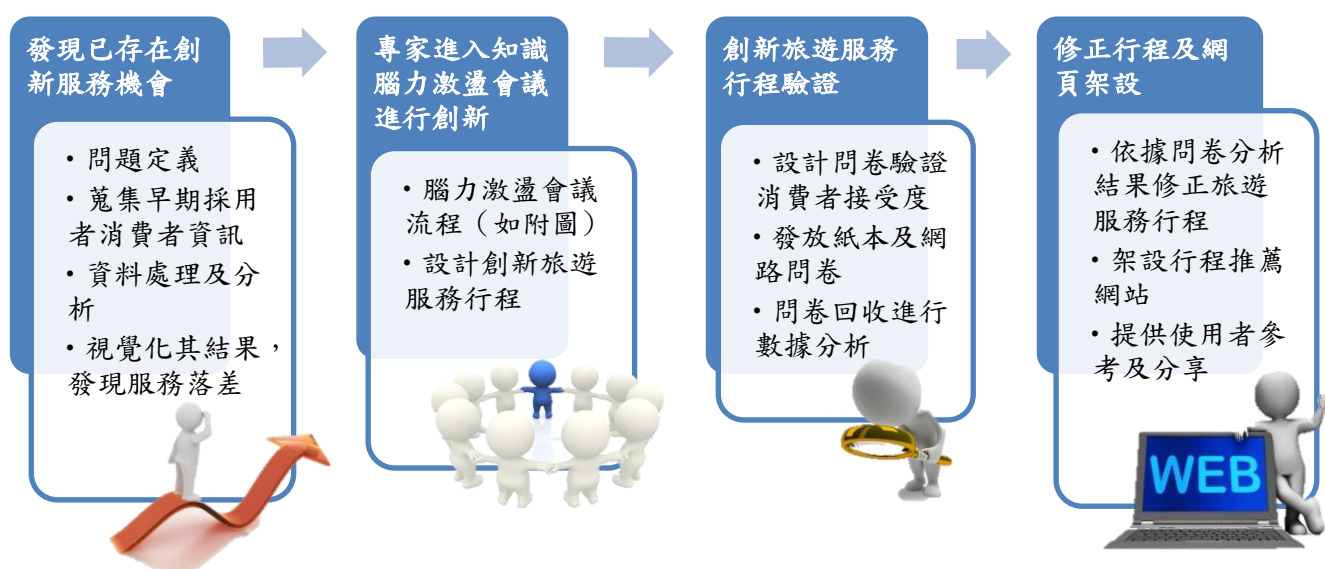 發現已存在創
新服務機會
・問題定義
・蒐集早期採用
者消費者資訊
・資料處理及分
析
・視覺化其結果，
發現服務落差
專家進入知識
腦力激盪會議
進行創新
・腦力激盪會議
流程（如附圖）
・設計創新旅遊
服務行程
創新旅遊服務
行程驗證
・設計問卷驗證
消費者接受度
・發放紙本及網
路問卷
・問卷回收進行
數據分析
修正行程及網
頁架設
・依據問卷分析
結果修正旅遊
服務行程
・架設行程推薦
網站
・提供使用者參
考及分享
WEB